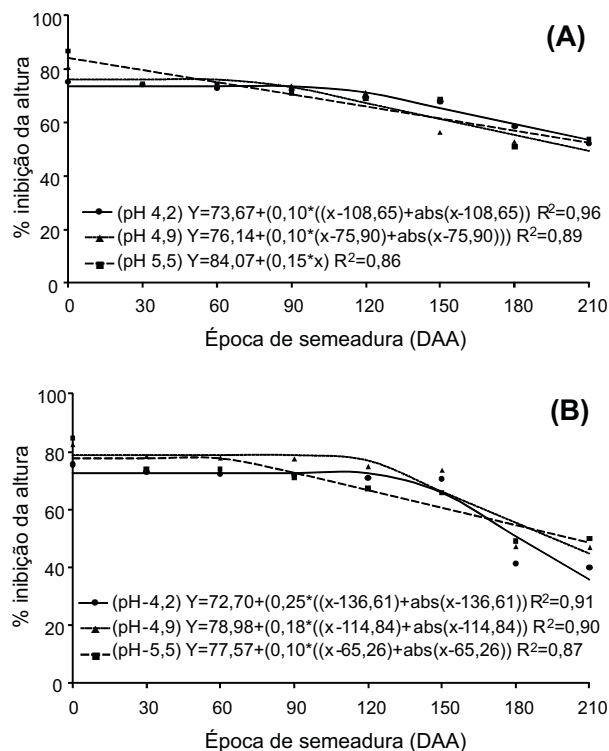 (A)
% inibição da altura
100
80
60
40
20
0
(pH 4,2) Y=73,67+(0,10*((x-108,65)+abs(x-108,65)) R²=0,96
(pH 4,9) Y=76,14+(0,10*(x-75,90)+abs(x-75,90))) R²=0,89
(pH 5,5) Y=84,07+(0,15*x) R²=0,86
0 30 60 90 120 150 180 210
Época de semeadura (DAA)
(B)
% inibição da altura
100
80
60
40
20
0
(pH-4,2) Y=72,70+(0,25*((x-136,61)+abs(x-136,61)) R²=0,91
(pH-4,9) Y=78,98+(0,18*((x-114,84)+abs(x-114,84)) R²=0,90
(pH-5,5) Y=77,57+(0,10*((x-65,26)+abs(x-65,26)) R²=0,87
0 30 60 90 120 150 180 210
Época de semeadura (DAA)